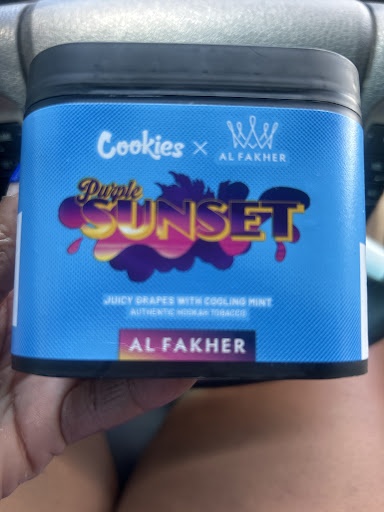 Cookies × AL FAKHER
Purple
SUNSET
JUICY GRAPES WITH COOLING MINT
AUTHENTIC HOOKAH TOBACCO
AL FAKHER